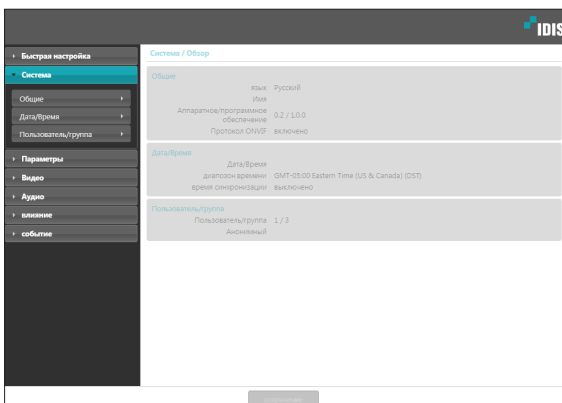 IDIS
Быстрая настройка
Система
Общие
Дата/Время
Пользователь/группа
Параметры
Видео
Аудио
влияние
событие
Система / Обзор
Общие
язык Русский
Имя
Аппаратное/программное обеспечение 0.2 / 1.0.0
Протокол ONVIF включено
Дата/Время
Дата/Время
диапазон времени GMT-05:00 Eastern Time (US & Canada) (DST)
время синхронизации выключено
Пользователь/группа
Пользователь/группа 1 / 3
Анонимный